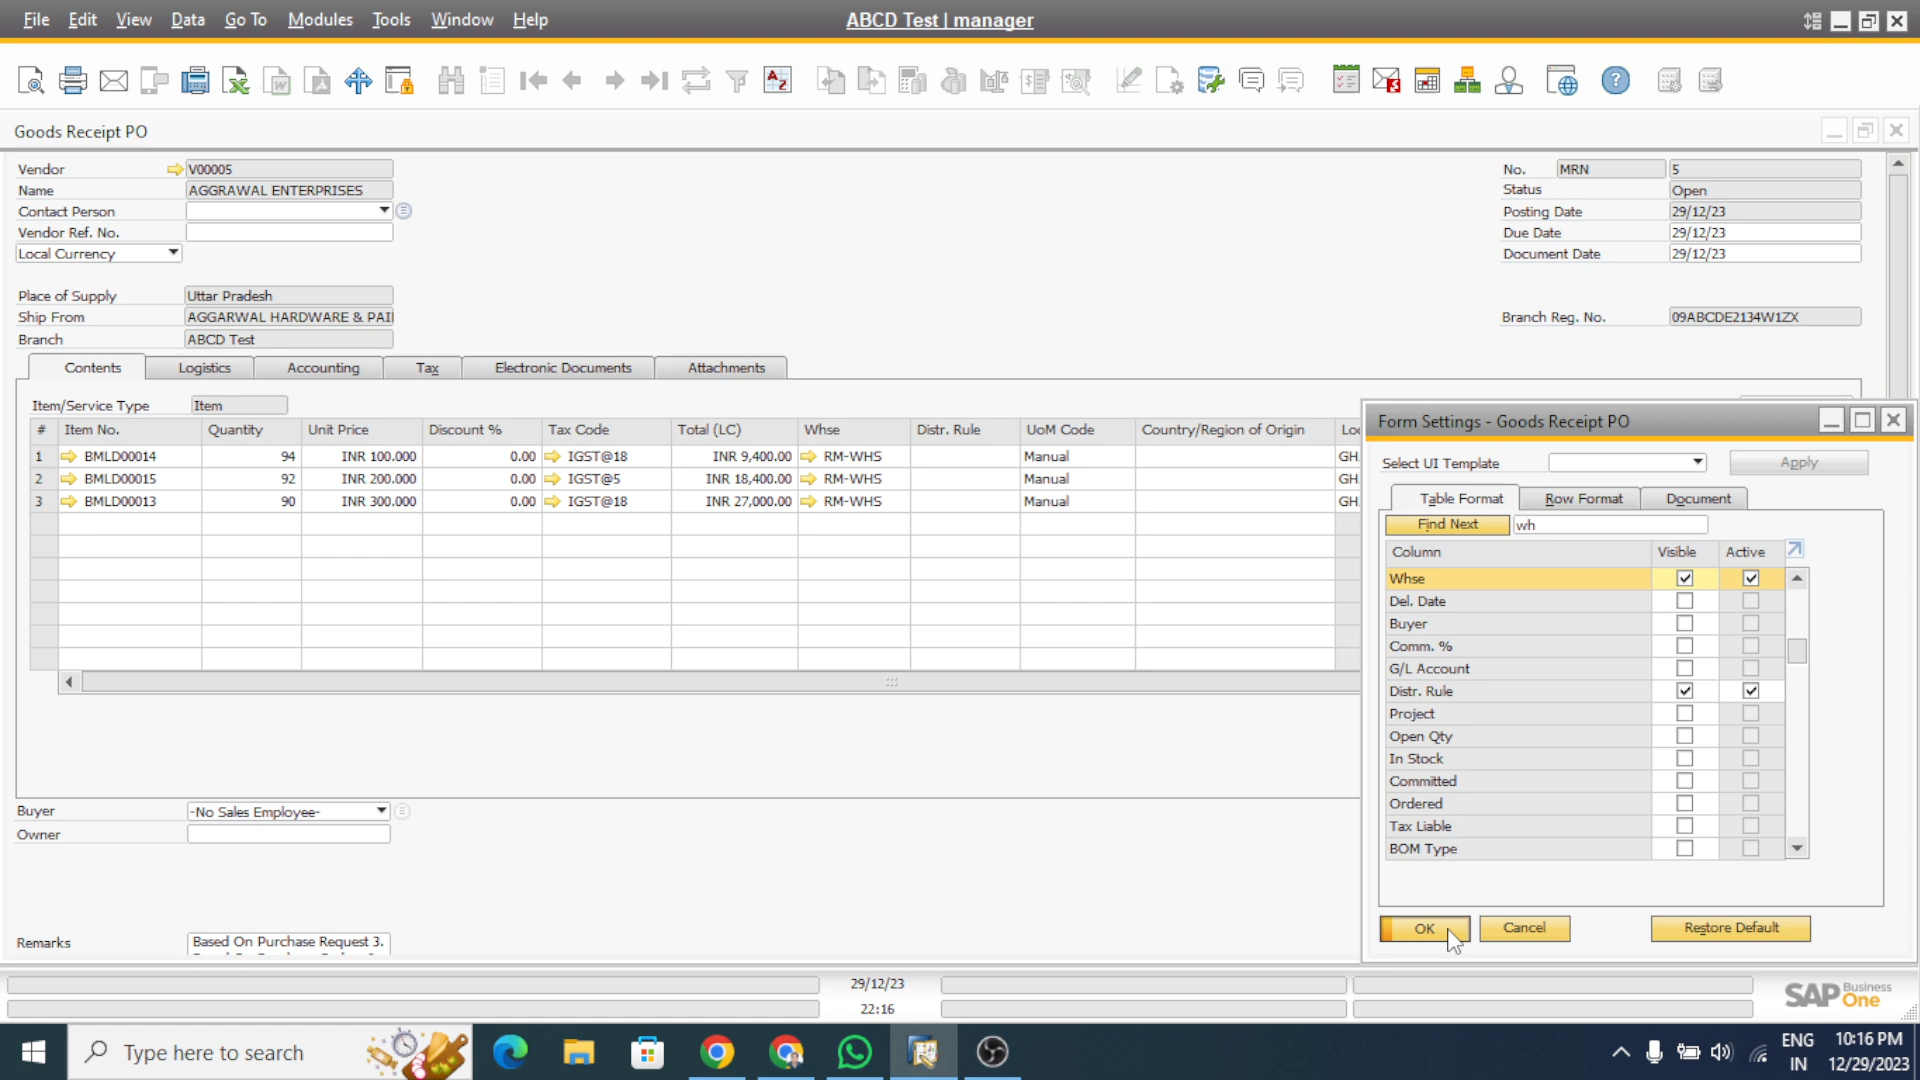 File Edit View Data Go To Modules Tools Window Help
ABCD Test | manager
Goods Receipt PO
Vendor V00005
Name AGGRAWAL ENTERPRISES
Contact Person
Vendor Ref. No.
Local Currency
Place of Supply Uttar Pradesh
Ship From AGGARWAL HARDWARE & PAI
Branch ABCD Test
No. MRN 5
Status Open
Posting Date 29/12/23
Due Date 29/12/23
Document Date 29/12/23
Branch Reg. No. 09ABCDE2134W1ZX
Contents Logistics Accounting Tax Electronic Documents Attachments
Item/Service Type Item
# Item No. Quantity Unit Price Discount % Tax Code Total (LC) Whse Distr. Rule UoM Code Country/Region of Origin Loc
1 BMLD00014 94 INR 100.000 0.00 IGST@18 INR 9,400.00 RM-WHS Manual GH
2 BMLD00015 92 INR 200.000 0.00 IGST@5 INR 18,400.00 RM-WHS Manual GH
3 BMLD00013 90 INR 300.000 0.00 IGST@18 INR 27,000.00 RM-WHS Manual GH
Form Settings - Goods Receipt PO
Select UI Template Apply
Table Format Row Format Document
Find Next wh
Column Visible Active
Whse
Del. Date
Buyer
Comm. %
G/L Account
Distr. Rule
Project
Open Qty
In Stock
Committed
Ordered
Tax Liable
BOM Type
OK Cancel Restore Default
Buyer -No Sales Employee-
Owner
Remarks Based On Purchase Request 3.
29/12/23
22:16
SAP Business One
Type here to search
ENG
IN
10:16 PM
12/29/2023